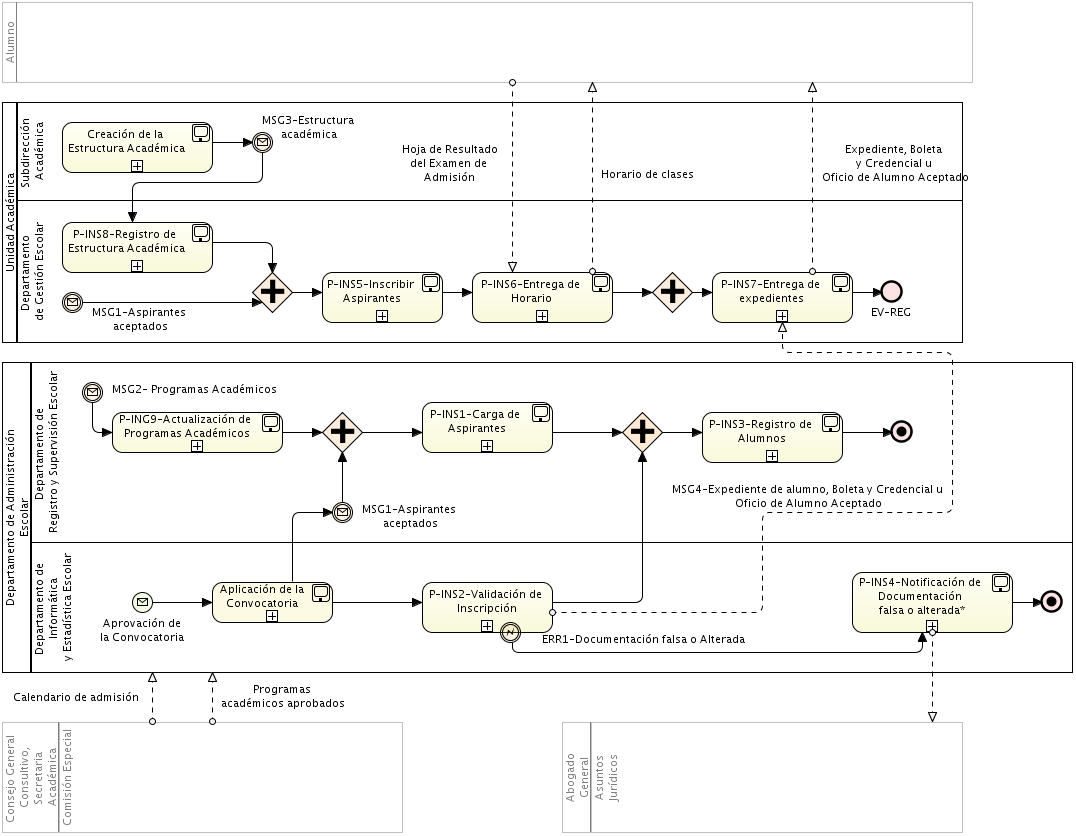 Alumno
Unidad Académica
Subdirección
Académica
Creación de la
Estructura Académica
MSG3-Estructura
académica
Hoja de Resultado
del Examen de
Admisión
Horario de clases
Expediente, Boleta
y Credencial u
Oficio de Alumno Aceptado
Departamento
de Gestión Escolar
P-INS8-Registro de
Estructura Académica
MSG1-Aspirantes
aceptados
P-INS5-Inscribir
Aspirantes
P-INS6-Entrega de
Horario
P-INS7-Entrega de
expedientes
EV-REG
Departamento de Administración
Escolar
Departamento de
Registro y Supervisión Escolar
MSG2- Programas Académicos
P-ING9-Actualización de
Programas Académicos
P-INS1-Carga de
Aspirantes
P-INS3-Registro de
Alumnos
MSG1-Aspirantes
aceptados
MSG4-Expediente de alumno, Boleta y Credencial u
Oficio de Alumno Aceptado
Departamento de
Informática
y Estadística Escolar
Aprovación de
la Convocatoria
Aplicación de la
Convocatoria
P-INS2-Validación de
Inscripción
ERR1-Documentación falsa o Alterada
P-INS4-Notificación de
Documentación
falsa o alterada*
Calendario de admisión
Programas
académicos aprobados
Consejo General
Consultivo,
Secretaria
Académica
Comisión Especial
Abogado
General
Asuntos
Jurídicos